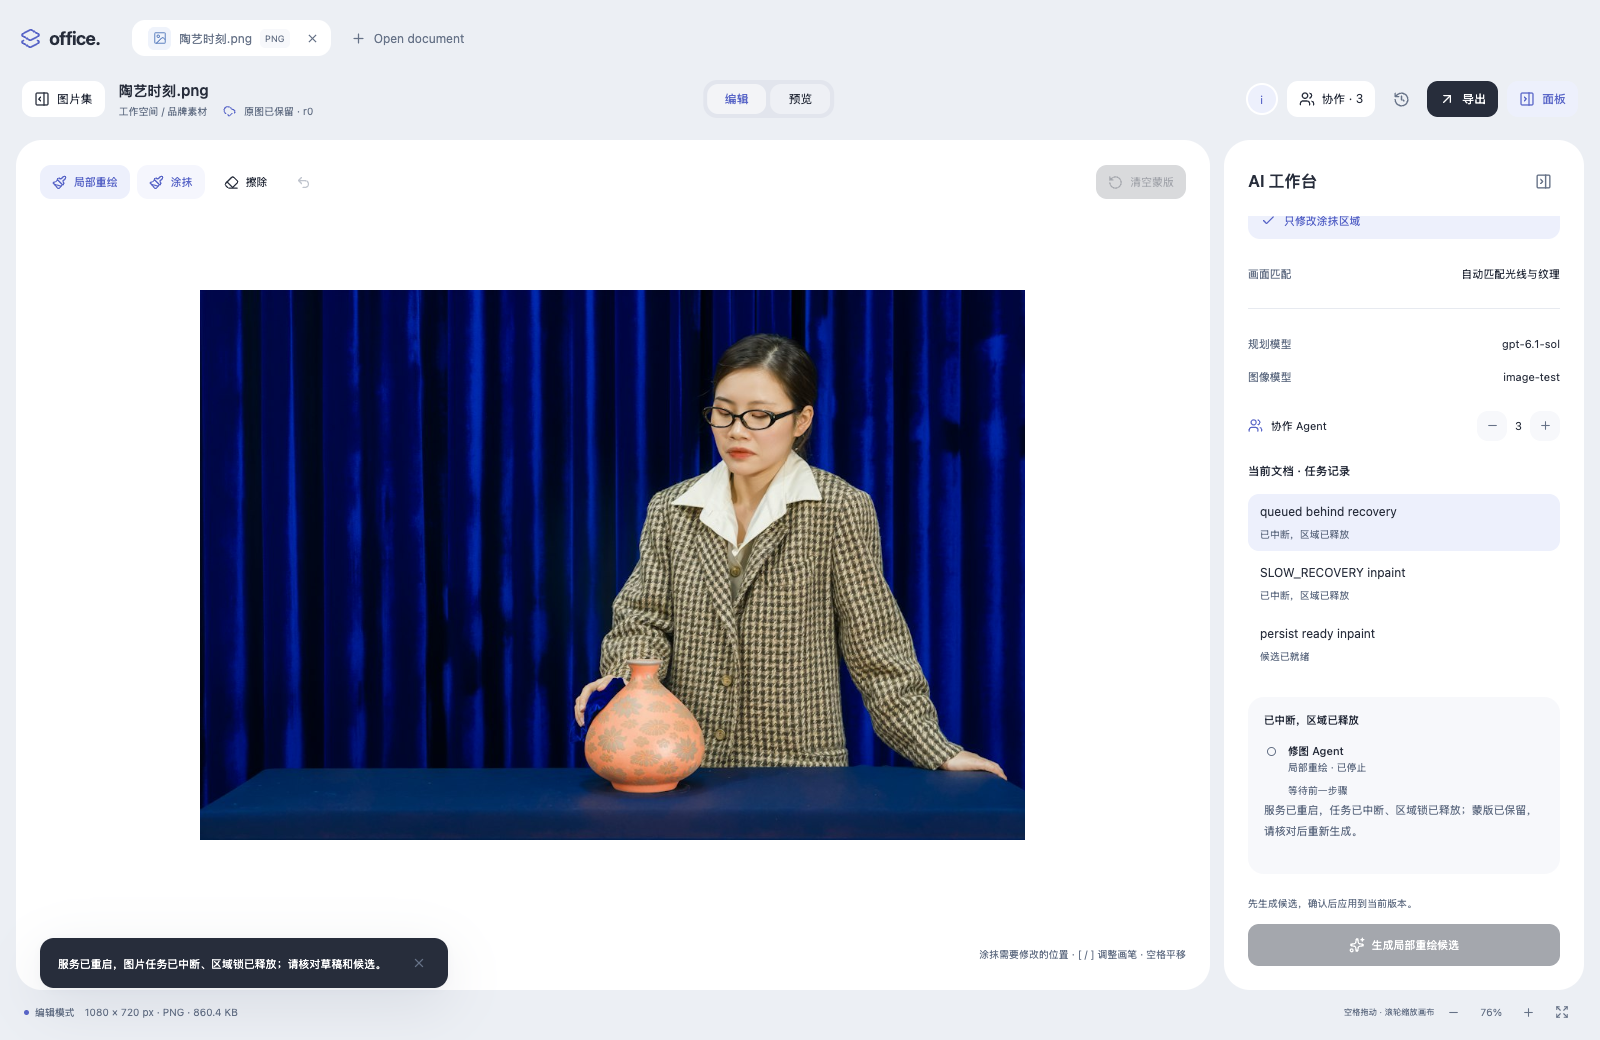 office.
陶艺时刻.png PNG
Open document
图片集
陶艺时刻.png
工作空间 / 品牌素材 原图已保留 · r0
编辑 预览
i
协作 · 3
导出
面板
局部重绘 涂抹 擦除
清空蒙版
涂抹需要修改的位置 · [ / ] 调整画笔 · 空格平移
服务已重启，图片任务已中断、区域锁已释放；请核对草稿和候选。
AI 工作台
只修改涂抹区域
画面匹配 自动匹配光线与纹理
规划模型 gpt-6.1-sol
图像模型 image-test
协作 Agent 3
当前文档 · 任务记录
queued behind recovery
已中断，区域已释放
SLOW_RECOVERY inpaint
已中断，区域已释放
persist ready inpaint
候选已就绪
已中断，区域已释放
修图 Agent
局部重绘 · 已停止
等待前一步骤
服务已重启，任务已中断、区域锁已释放；蒙版已保留，
请核对后重新生成。
先生成候选，确认后应用到当前版本。
生成局部重绘候选
编辑模式 1080 × 720 px · PNG · 860.4 KB
空格拖动 · 滚轮缩放画布 76%